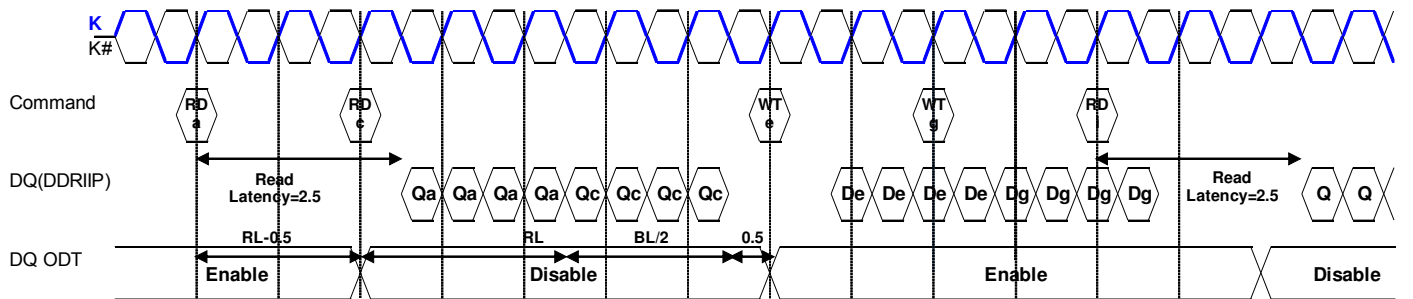 K
K#
Command
RD a
RD c
WT e
WT g
RD i
DQ(DDRIIP)
Read
Latency=2.5
Qa Qa Qa Qa Qc Qc Qc Qc
De De De De Dg Dg Dg Dg
Read
Latency=2.5
Q Q
DQ ODT
RL-0.5
RL
BL/2
0.5
Enable
Disable
Enable
Disable